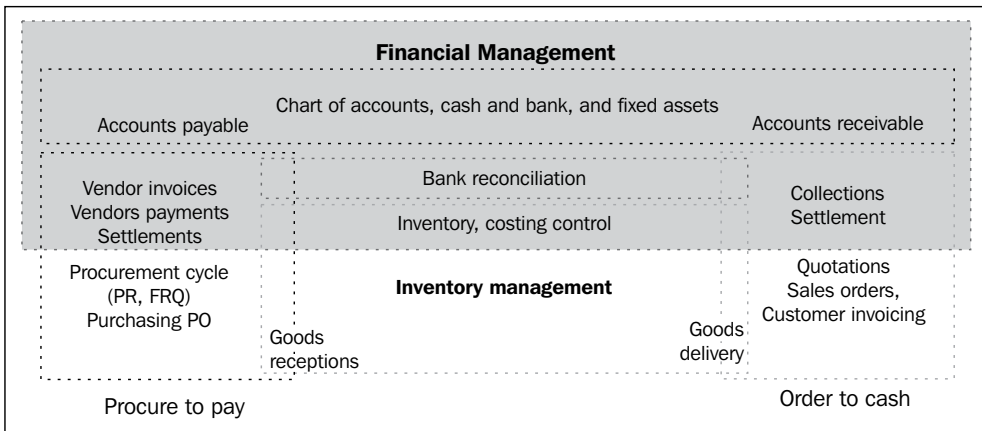 Financial Management
Chart of accounts, cash and bank, and fixed assets
Accounts payable
Accounts receivable
Vendor invoices
Vendors payments
Settlements
Bank reconciliation
Inventory, costing control
Collections
Settlement
Procurement cycle
(PR, FRQ)
Purchasing PO
Inventory management
Quotations
Sales orders,
Customer invoicing
Goods
receptions
Goods
delivery
Procure to pay
Order to cash